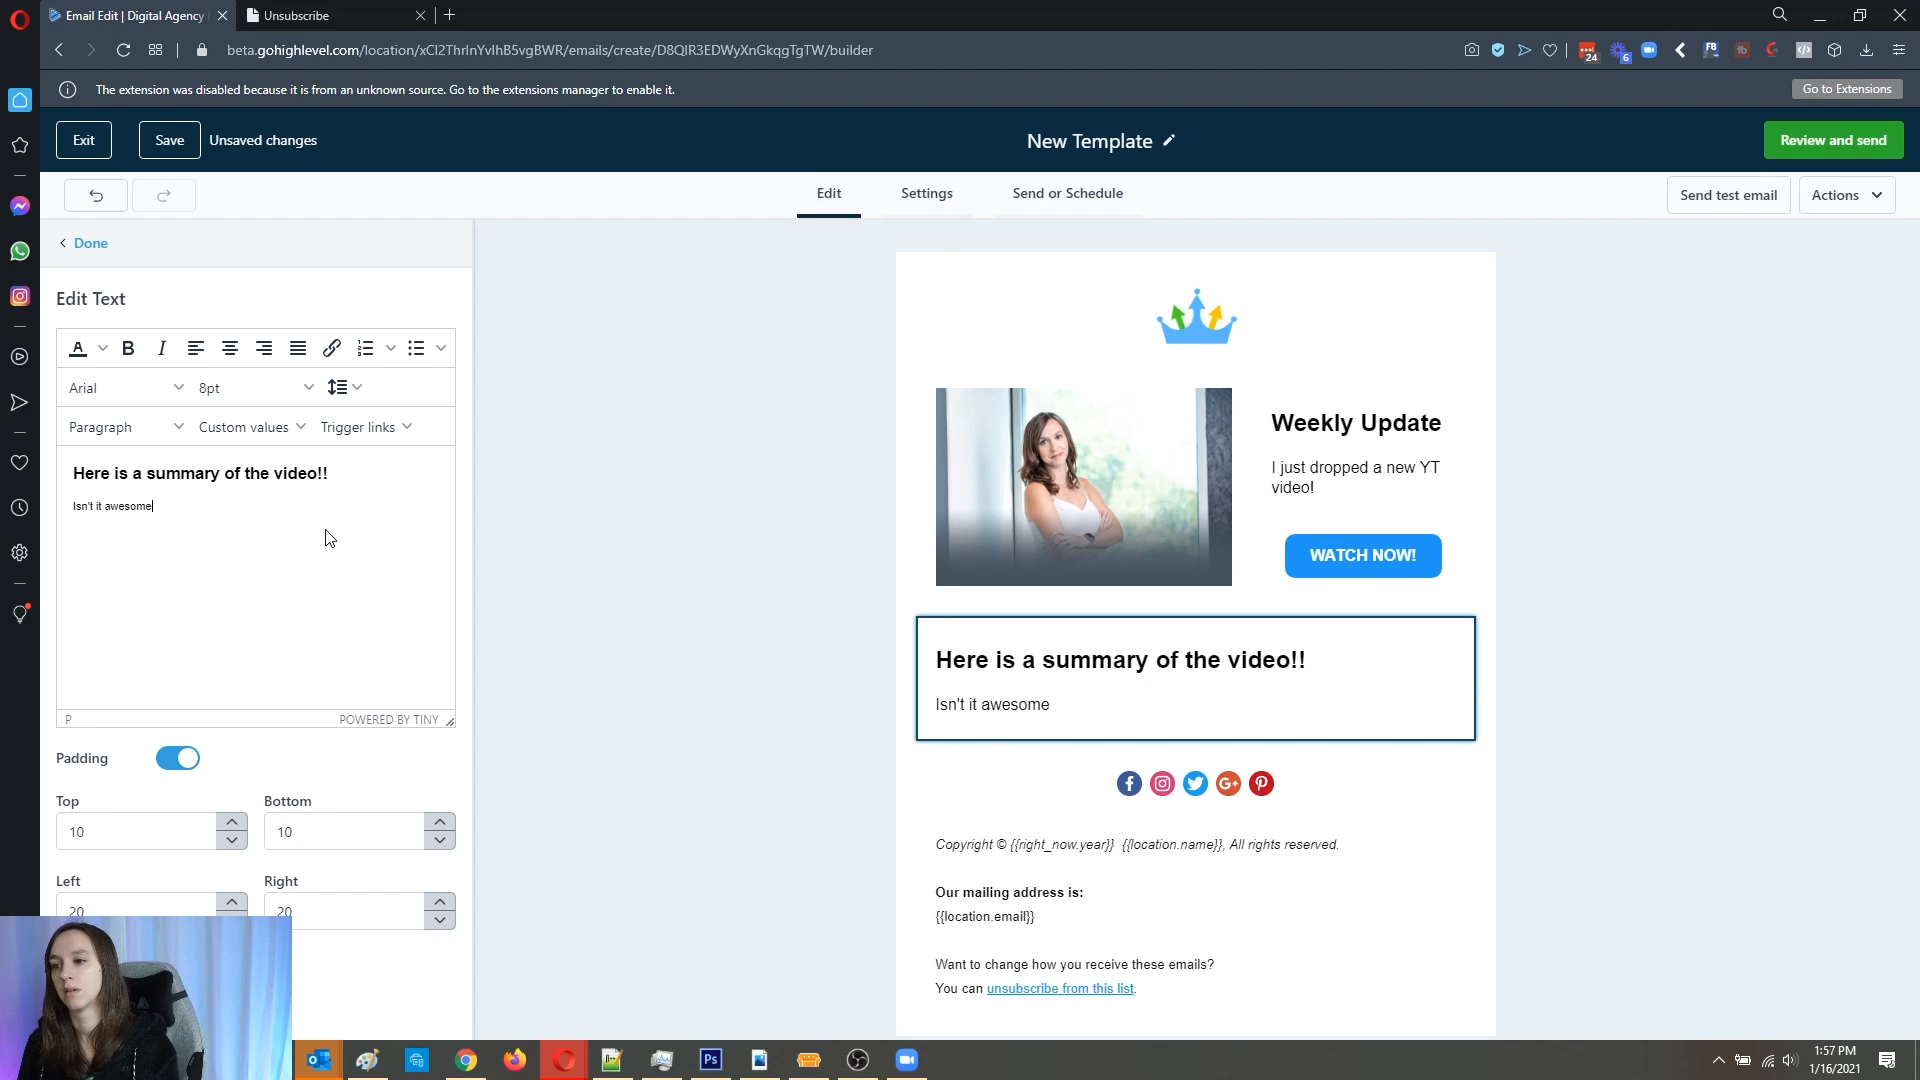 Email Edit | Digital Agency
Unsubscribe
beta.gohighlevel.com/location/xCl2ThrlnYvIhB5vgBWR/emails/create/D8QlR3EDWyXnGkqgTgTW/builder
24
6
FB
The extension was disabled because it is from an unknown source. Go to the extensions manager to enable it.
Go to Extensions
Exit
Save
Unsaved changes
New Template
Review and send
Edit
Settings
Send or Schedule
Send test email
Actions
Done
Edit Text
A
B
I
Arial
8pt
Paragraph
Custom values
Trigger links
Here is a summary of the video!!
Isn't it awesome
P
POWERED BY TINY
Padding
Top
Bottom
10
10
Left
Right
20
20
Weekly Update
I just dropped a new YT
video!
WATCH NOW!
Here is a summary of the video!!
Isn't it awesome
G+
Copyright © {{right_now.year}} {{location.name}}, All rights reserved.
Our mailing address is:
{{location.email}}
Want to change how you receive these emails?
You can unsubscribe from this list.
Ps
1:57 PM
1/16/2021